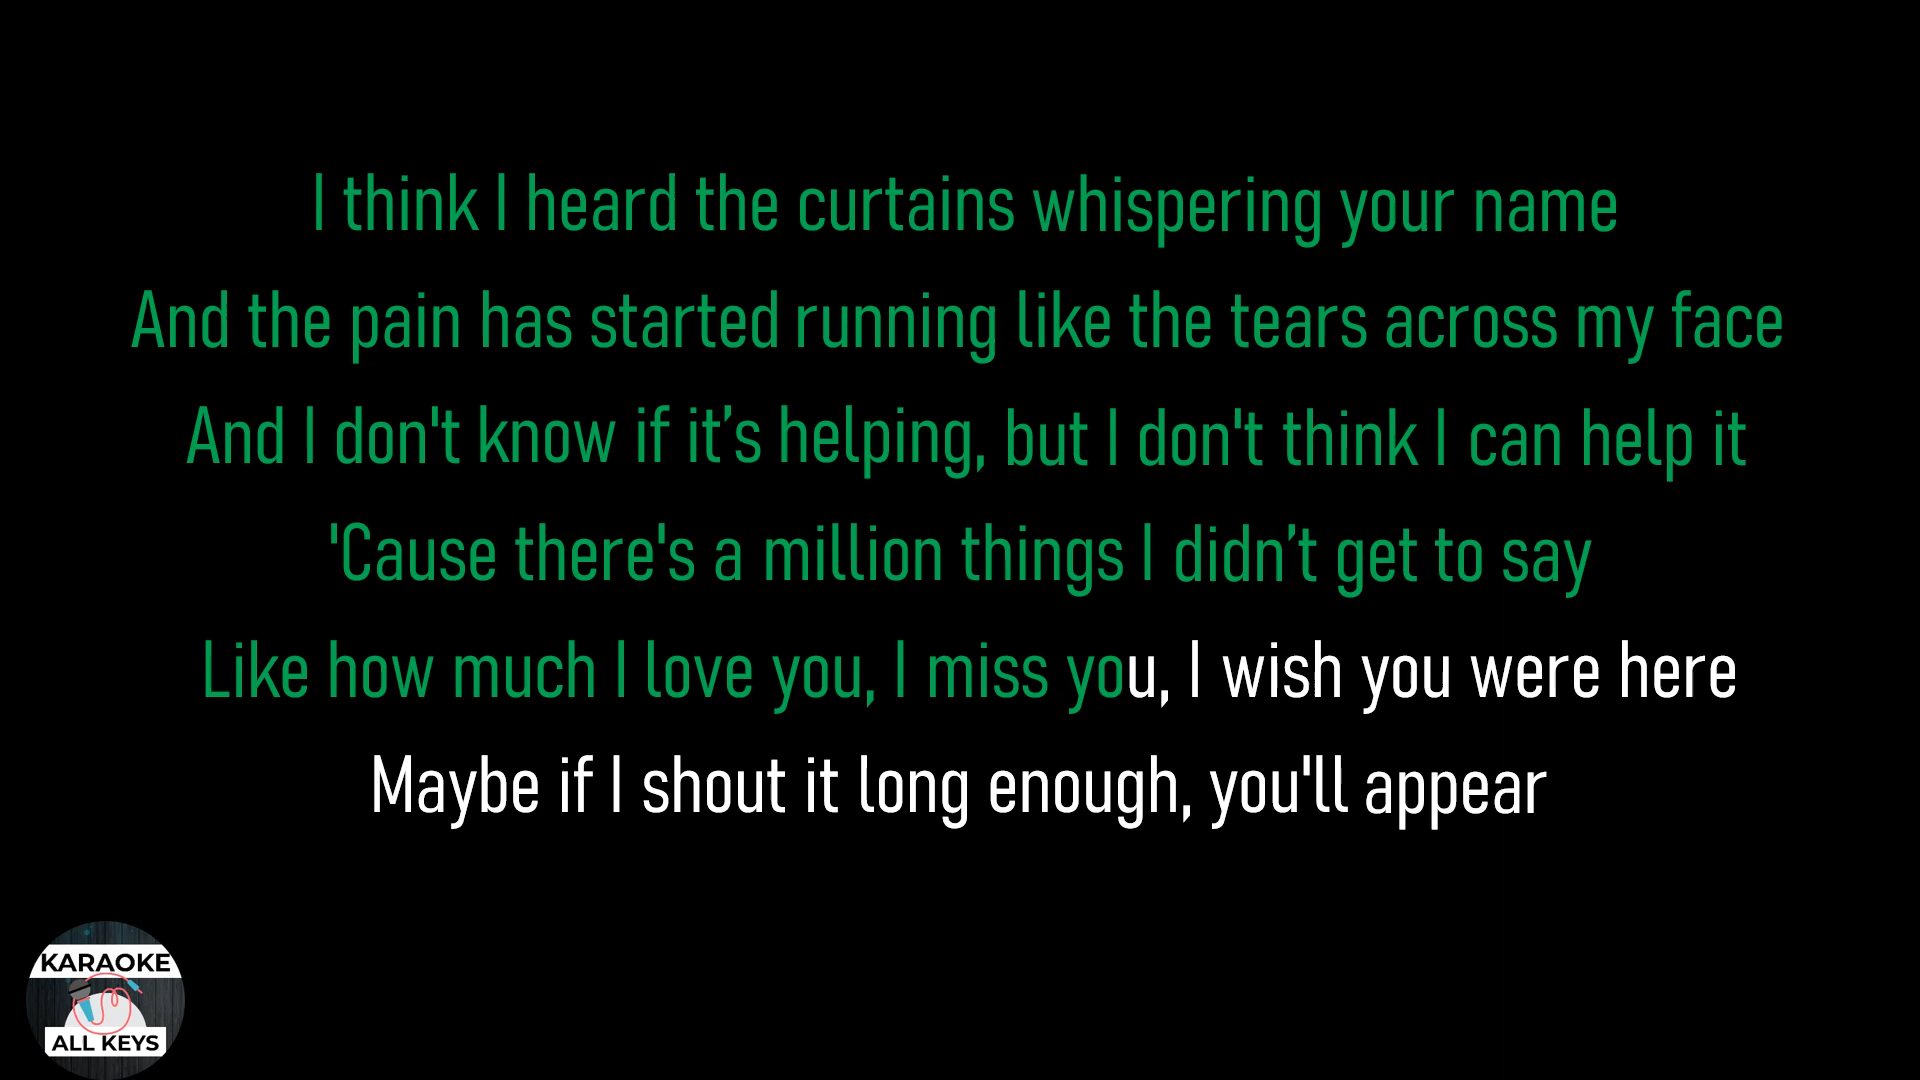 I think I heard the curtains whispering your name
And the pain has started running like the tears across my face
And I don't know if it’s helping, but I don't think I can help it
'Cause there's a million things I didn’t get to say
Like how much I love you, I miss you, I wish you were here
Maybe if I shout it long enough, you'll appear
KARAOKE
ALL KEYS